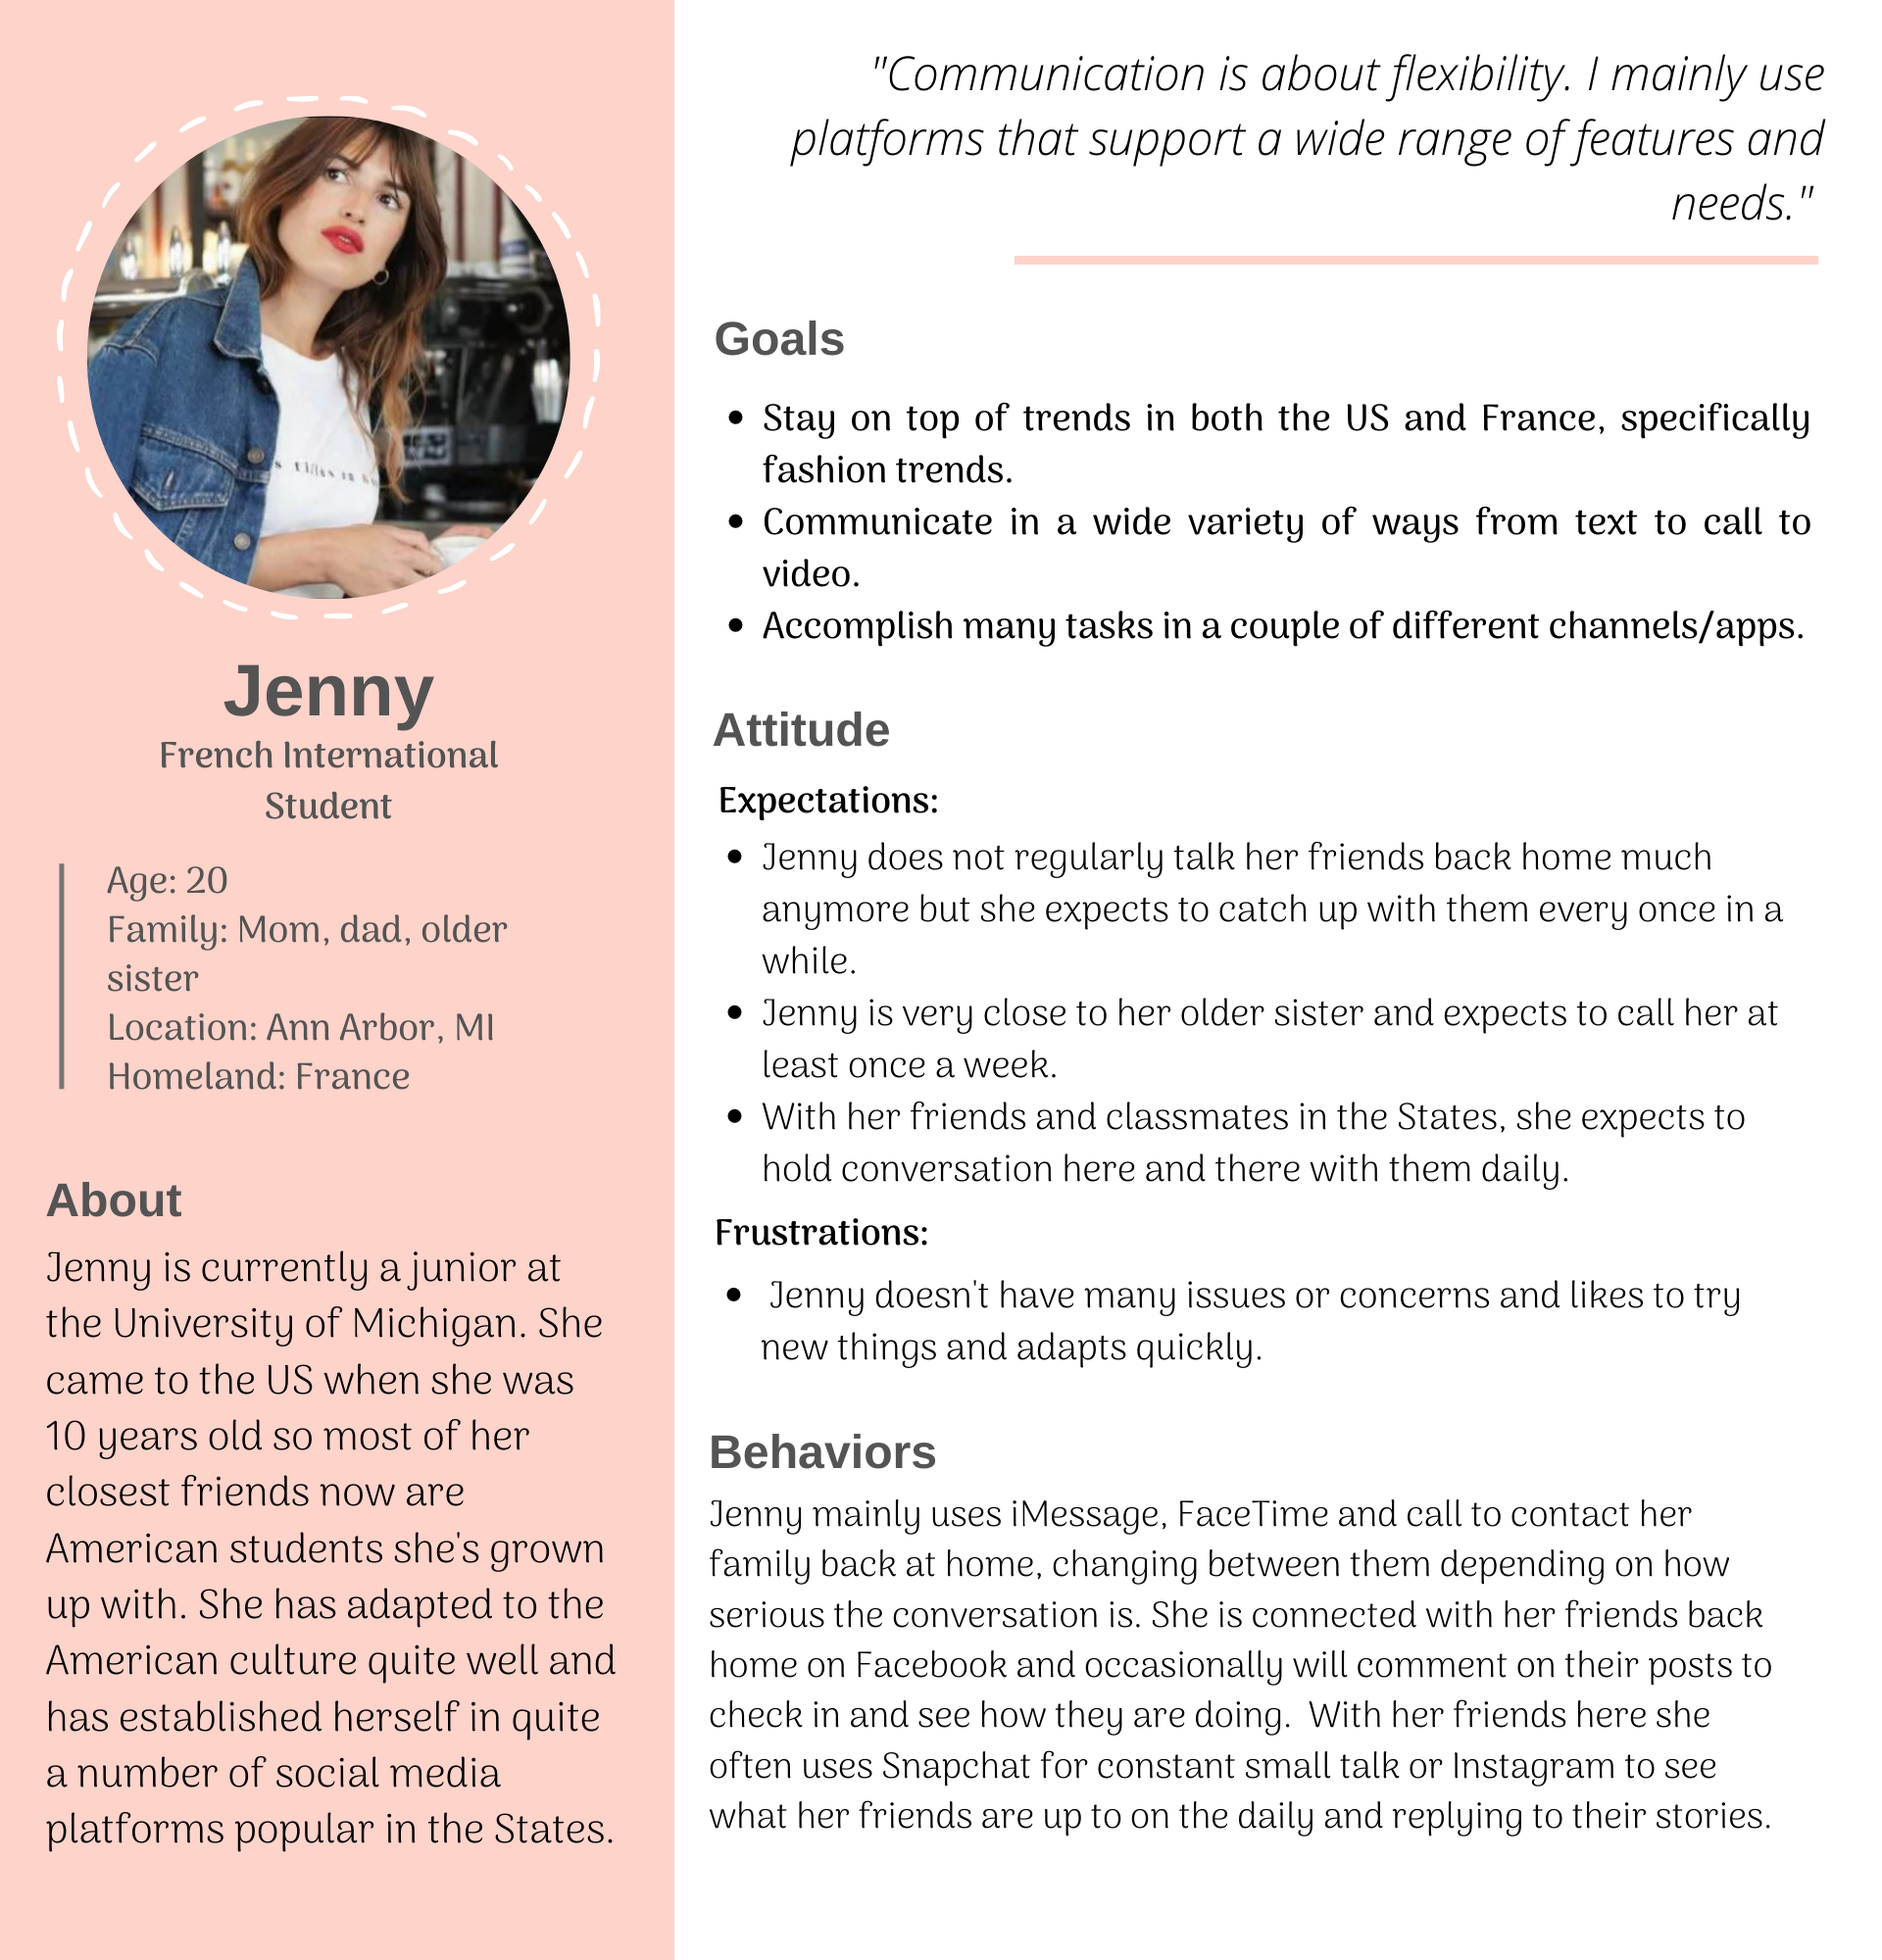 "Communication is about flexibility. I mainly use
platforms that support a wide range of features and
needs."
Jenny
French International
Student
Age: 20
Family: Mom, dad, older
sister
Location: Ann Arbor, MI
Homeland: France
About
Jenny is currently a junior at
the University of Michigan. She
came to the US when she was
10 years old so most of her
closest friends now are
American students she's grown
up with. She has adapted to the
American culture quite well and
has established herself in quite
a number of social media
platforms popular in the States.
Goals
• Stay on top of trends in both the US and France, specifically
fashion trends.
• Communicate in a wide variety of ways from text to call to
video.
• Accomplish many tasks in a couple of different channels/apps.
Attitude
Expectations:
• Jenny does not regularly talk her friends back home much
anymore but she expects to catch up with them every once in a
while.
• Jenny is very close to her older sister and expects to call her at
least once a week.
• With her friends and classmates in the States, she expects to
hold conversation here and there with them daily.
Frustrations:
• Jenny doesn't have many issues or concerns and likes to try
new things and adapts quickly.
Behaviors
Jenny mainly uses iMessage, FaceTime and call to contact her
family back at home, changing between them depending on how
serious the conversation is. She is connected with her friends back
home on Facebook and occasionally will comment on their posts to
check in and see how they are doing.  With her friends here she
often uses Snapchat for constant small talk or Instagram to see
what her friends are up to on the daily and replying to their stories.